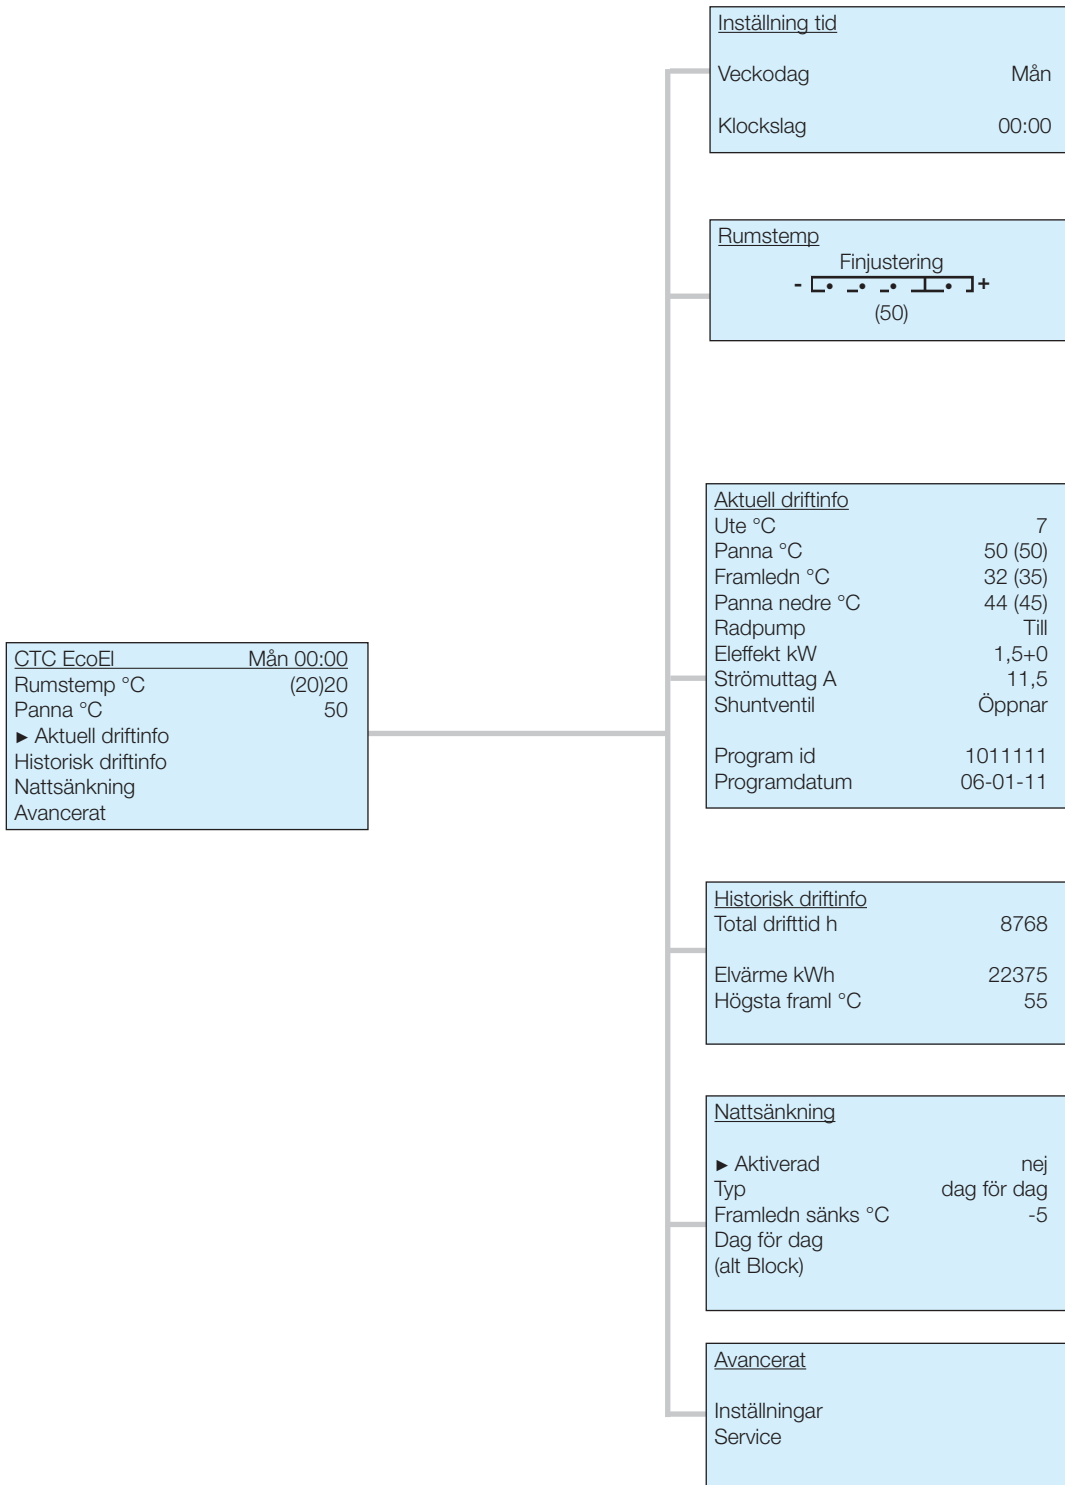 Inställning tid
Veckodag Mån
Klockslag 00:00
Rumstemp
Finjustering
- +
(50)
Aktuell driftinfo
Ute °C 7
Panna °C 50 (50)
Framledn °C 32 (35)
Panna nedre °C 44 (45)
Radpump Till
Eleffekt kW 1,5+0
Strömuttag A 11,5
Shuntventil Öppnar
Program id 1011111
Programdatum 06-01-11
CTC EcoEl Mån 00:00
Rumstemp °C (20)20
Panna °C 50
► Aktuell driftinfo
Historisk driftinfo
Nattsänkning
Avancerat
Historisk driftinfo
Total drifttid h 8768
Elvärme kWh 22375
Högsta framl °C 55
Nattsänkning
► Aktiverad nej
Typ dag för dag
Framledn sänks °C -5
Dag för dag
(alt Block)
Avancerat
Inställningar
Service